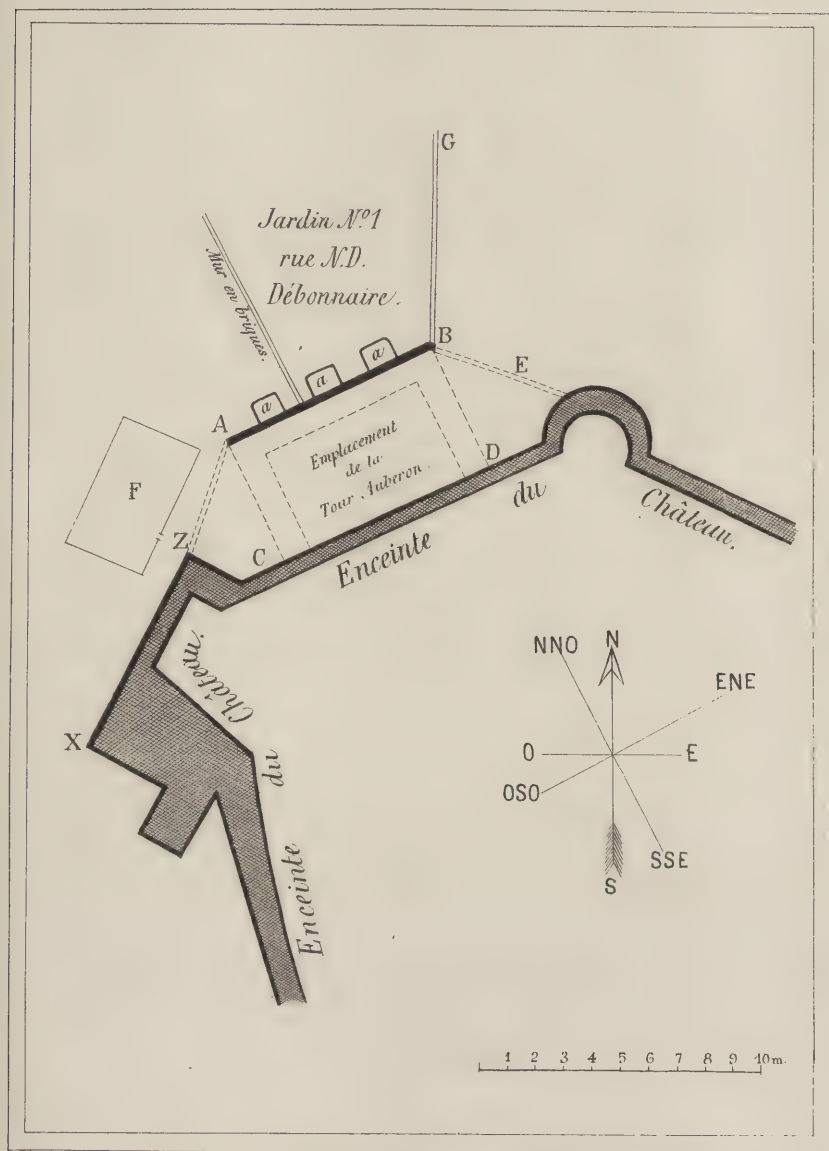 G
Jardin Nº1
rue N.D.
Débonnaire.
Mur en briques.
B
E
a
a
a
A
Emplacement
de la
Tour Auberon.
D
F
Z
C
Enceinte
du
Château.
Château.
du
Enceinte
X
NNO
N
ENE
O
E
OSO
SSE
S
1 2 3 4 5 6 7 8 9 10m.